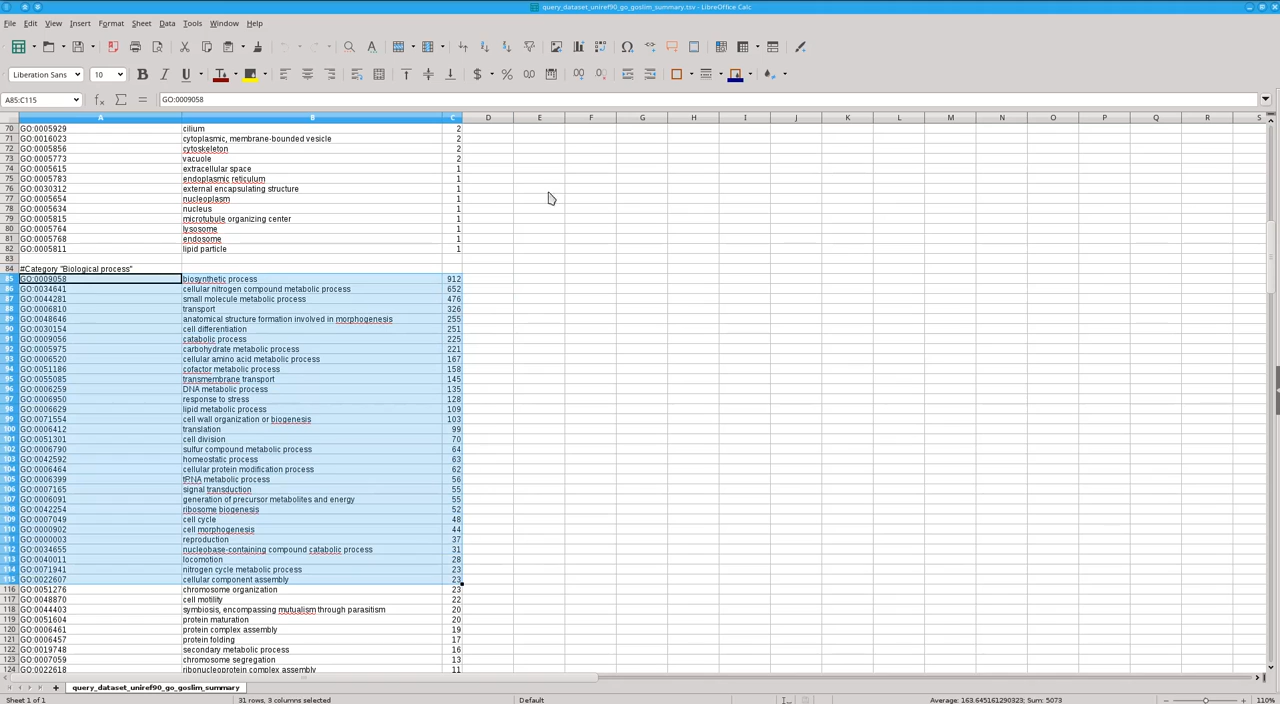 query_dataset_uniref90_go_goslim_summary.tsv - LibreOffice Calc
File Edit View Insert Format Sheet Data Tools Window Help
Liberation Sans 10
A85:C115 GO:0009058
A B C D E F G H I J K L M N O P Q R S
70 GO:0005929 cilium 2
71 GO:0016023 cytoplasmic, membrane-bounded vesicle 2
72 GO:0005856 cytoskeleton 2
73 GO:0005773 vacuole 2
74 GO:0005615 extracellular space 1
75 GO:0005783 endoplasmic reticulum 1
76 GO:0030312 external encapsulating structure 1
77 GO:0005654 nucleoplasm 1
78 GO:0005634 nucleus 1
79 GO:0005815 microtubule organizing center 1
80 GO:0005764 lysosome 1
81 GO:0005768 endosome 1
82 GO:0005811 lipid particle 1
83
84 #Category "Biological process"
85 GO:0009058 biosynthetic process 912
86 GO:0034641 cellular nitrogen compound metabolic process 652
87 GO:0044281 small molecule metabolic process 476
88 GO:0006810 transport 326
89 GO:0048646 anatomical structure formation involved in morphogenesis 255
90 GO:0030154 cell differentiation 251
91 GO:0009056 catabolic process 225
92 GO:0005975 carbohydrate metabolic process 221
93 GO:0006520 cellular amino acid metabolic process 167
94 GO:0051186 cofactor metabolic process 158
95 GO:0055085 transmembrane transport 145
96 GO:0006259 DNA metabolic process 135
97 GO:0006950 response to stress 128
98 GO:0006629 lipid metabolic process 109
99 GO:0071554 cell wall organization or biogenesis 103
100 GO:0006412 translation 99
101 GO:0051301 cell division 70
102 GO:0006790 sulfur compound metabolic process 64
103 GO:0042592 homeostatic process 63
104 GO:0006464 cellular protein modification process 62
105 GO:0006399 tRNA metabolic process 56
106 GO:0007165 signal transduction 55
107 GO:0006091 generation of precursor metabolites and energy 55
108 GO:0042254 ribosome biogenesis 52
109 GO:0007049 cell cycle 48
110 GO:0000902 cell morphogenesis 44
111 GO:0000003 reproduction 37
112 GO:0034655 nucleobase-containing compound catabolic process 31
113 GO:0040011 locomotion 28
114 GO:0071941 nitrogen cycle metabolic process 23
115 GO:0022607 cellular component assembly 23
116 GO:0051276 chromosome organization 23
117 GO:0048870 cell motility 22
118 GO:0044403 symbiosis, encompassing mutualism through parasitism 20
119 GO:0051604 protein maturation 20
120 GO:0006461 protein complex assembly 19
121 GO:0006457 protein folding 17
122 GO:0019748 secondary metabolic process 16
123 GO:0007059 chromosome segregation 13
124 GO:0022618 ribonucleoprotein complex assembly 11
query_dataset_uniref90_go_goslim_summary
Sheet 1 of 1 31 rows, 3 columns selected Default Average: 163.645161290323; Sum: 5073 110%